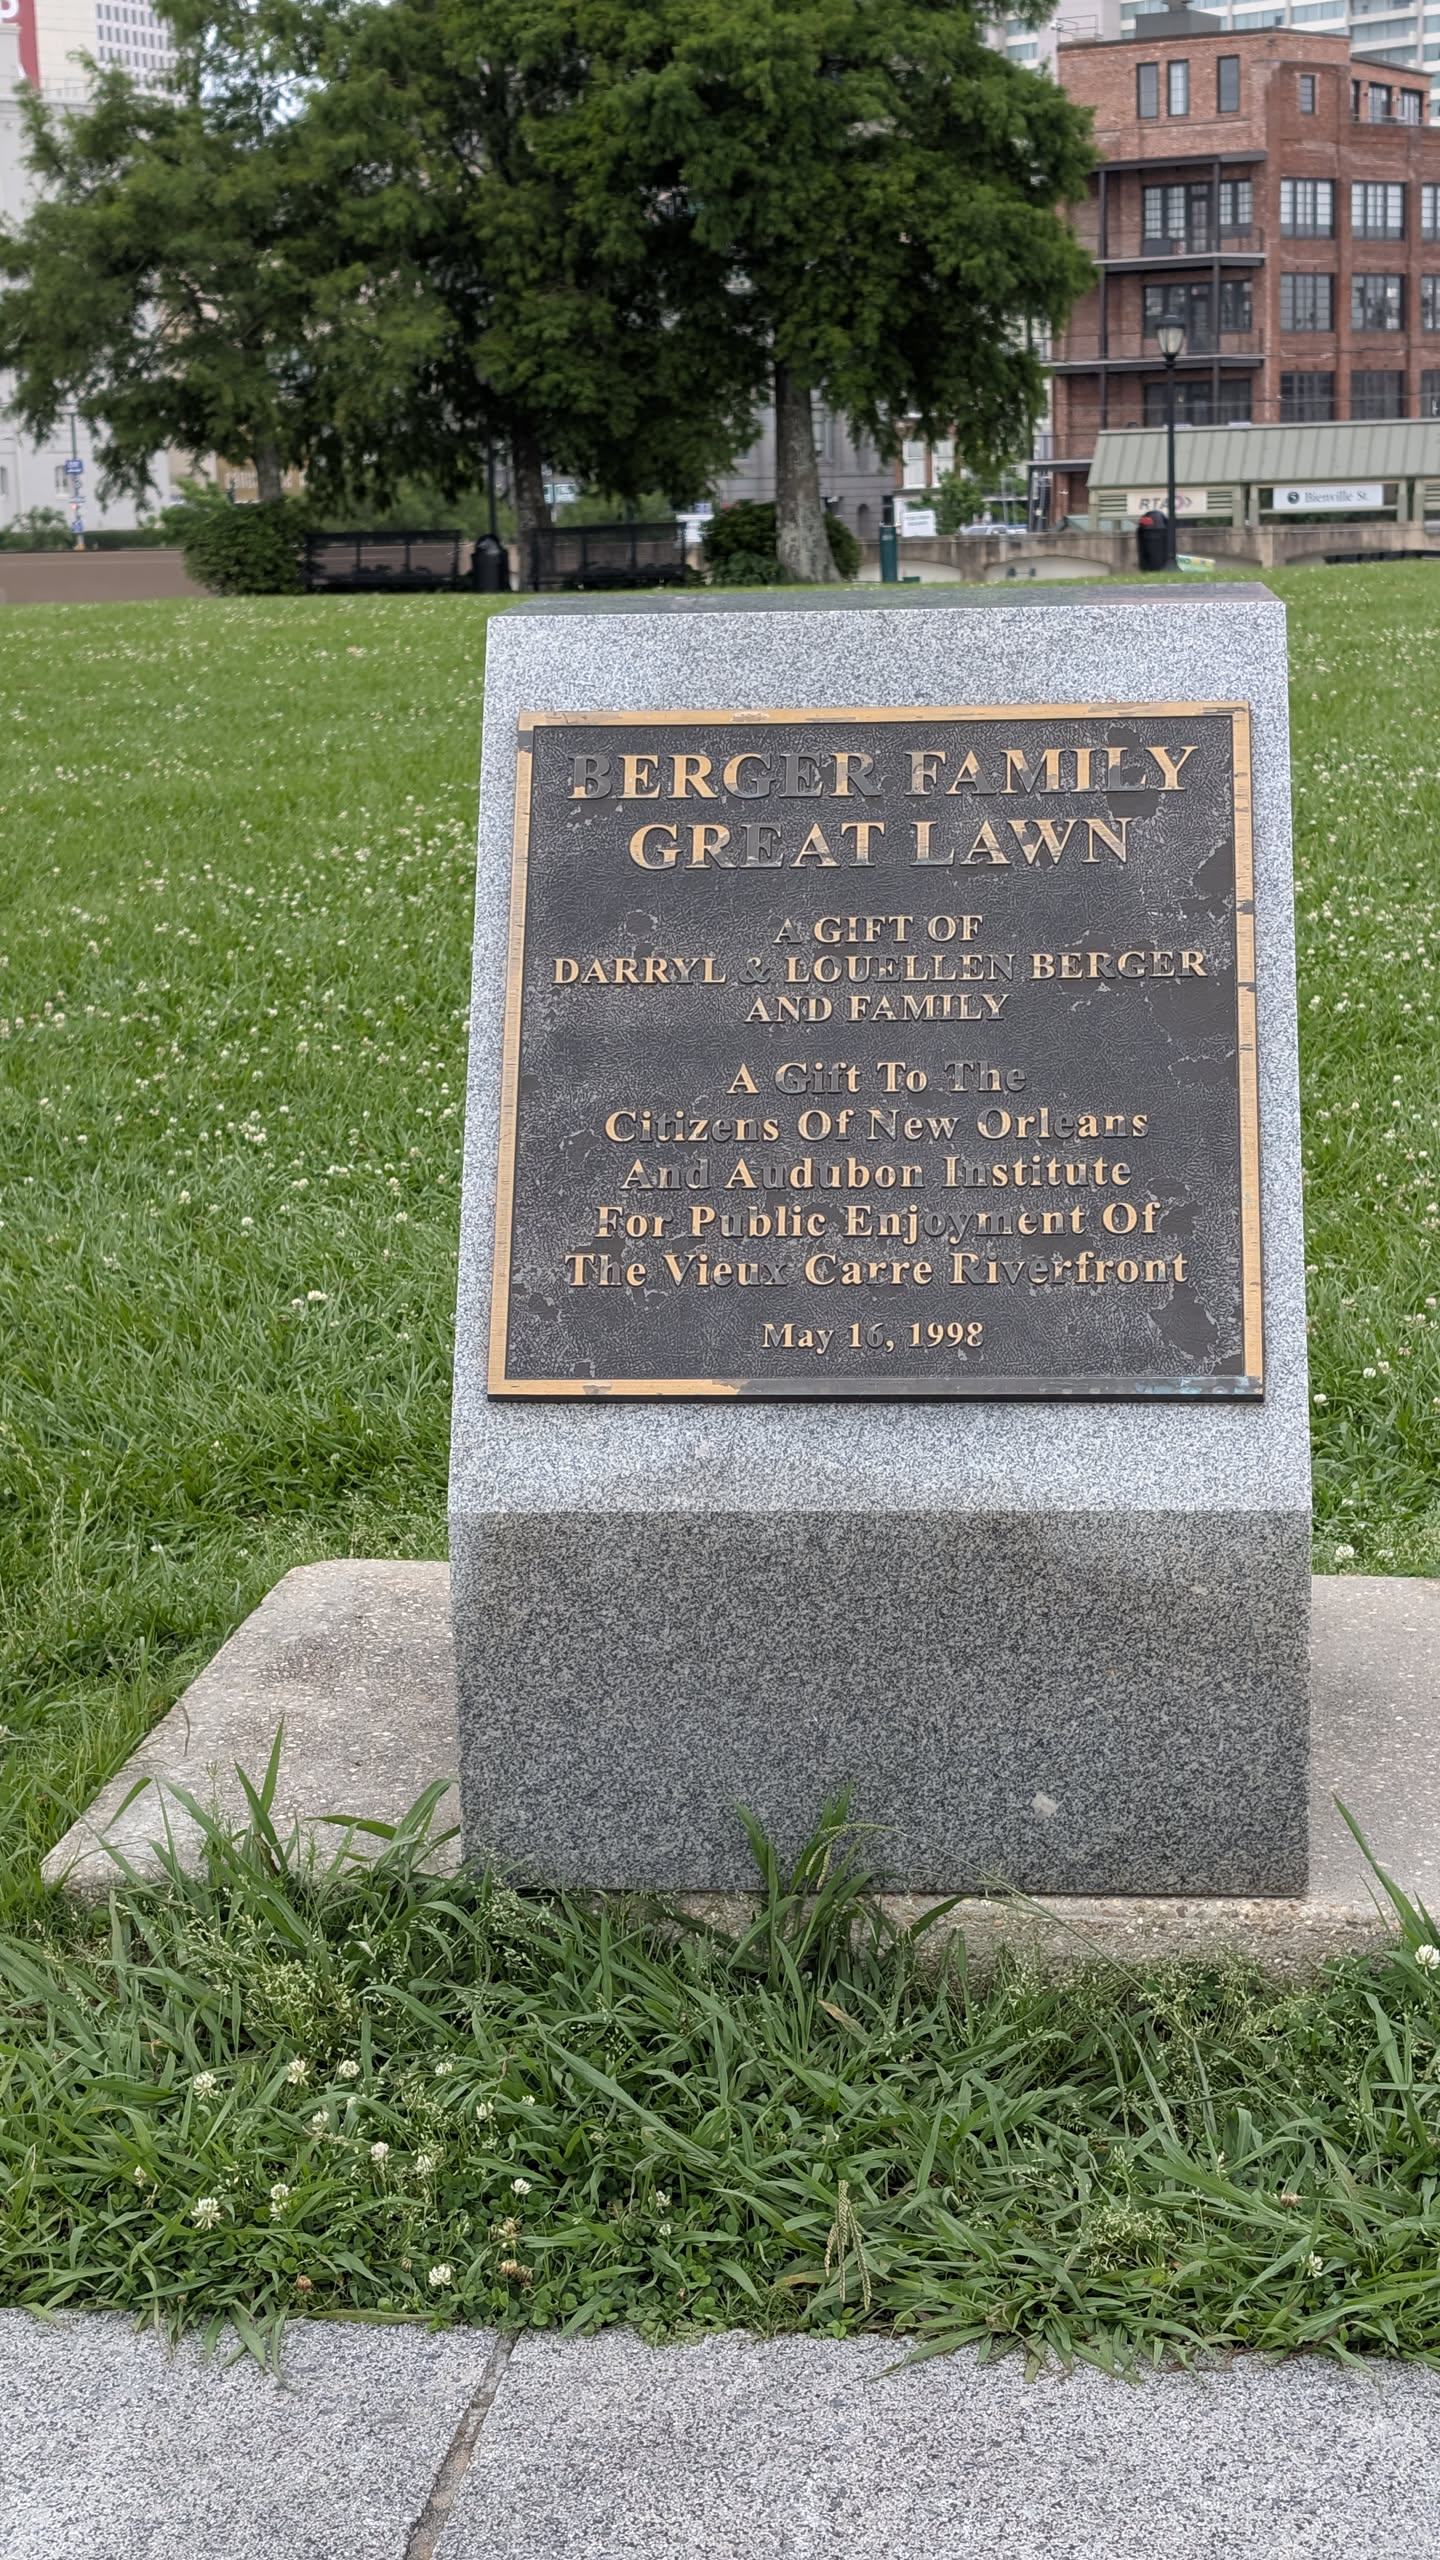 BERGER FAMILY
GREAT LAWN
A GIFT OF
DARRYL & LOUELLEN BERGER
AND FAMILY
A Gift To The
Citizens Of New Orleans
And Audubon Institute
For Public Enjoyment Of
The Vieux Carre Riverfront
May 16, 1998
RTA
Bienville St.